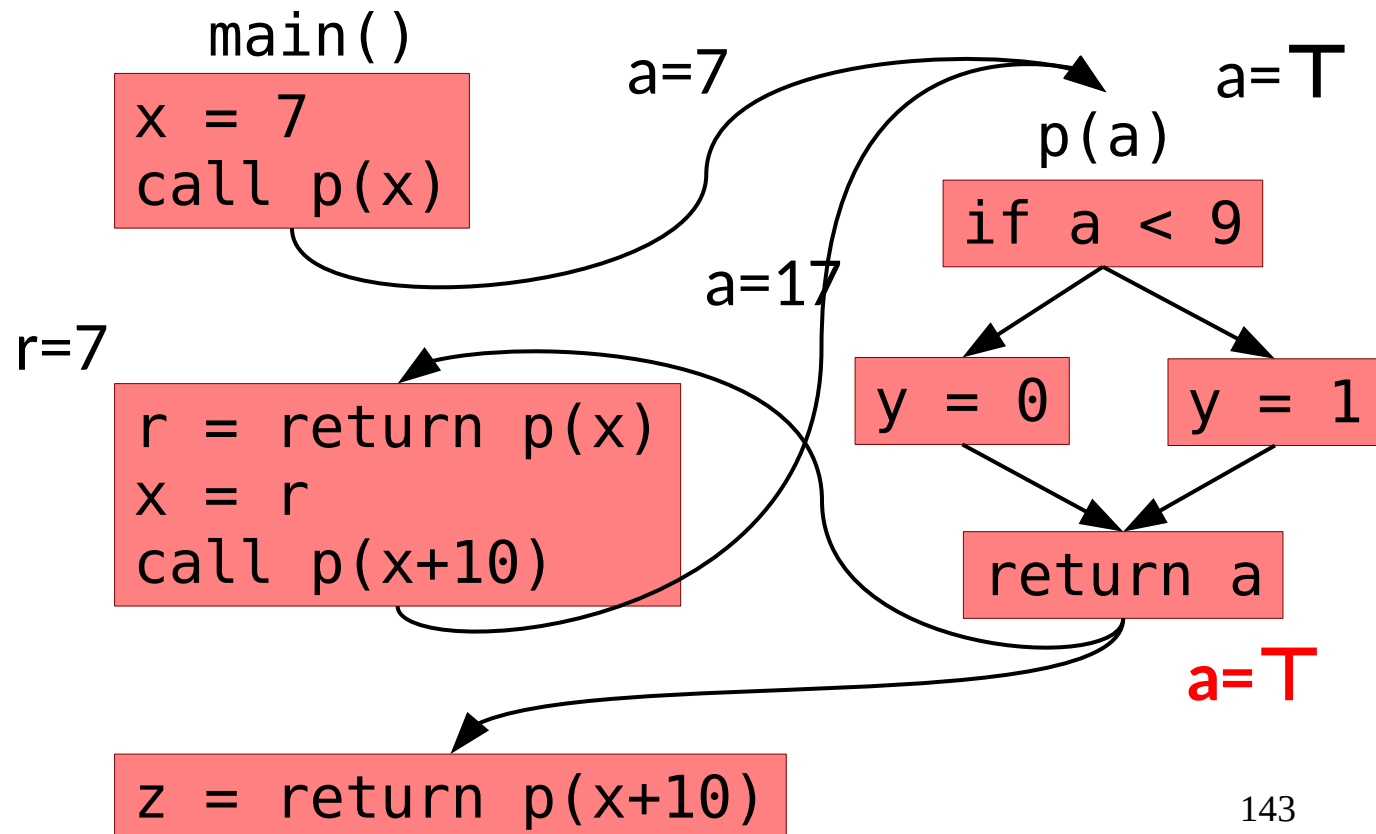 main()
x = 7
call p(x)
a=7
a=⊤
p(a)
if a < 9
a=17
y = 0
y = 1
r=7
r = return p(x)
x = r
call p(x+10)
return a
a=⊤
z = return p(x+10)
143